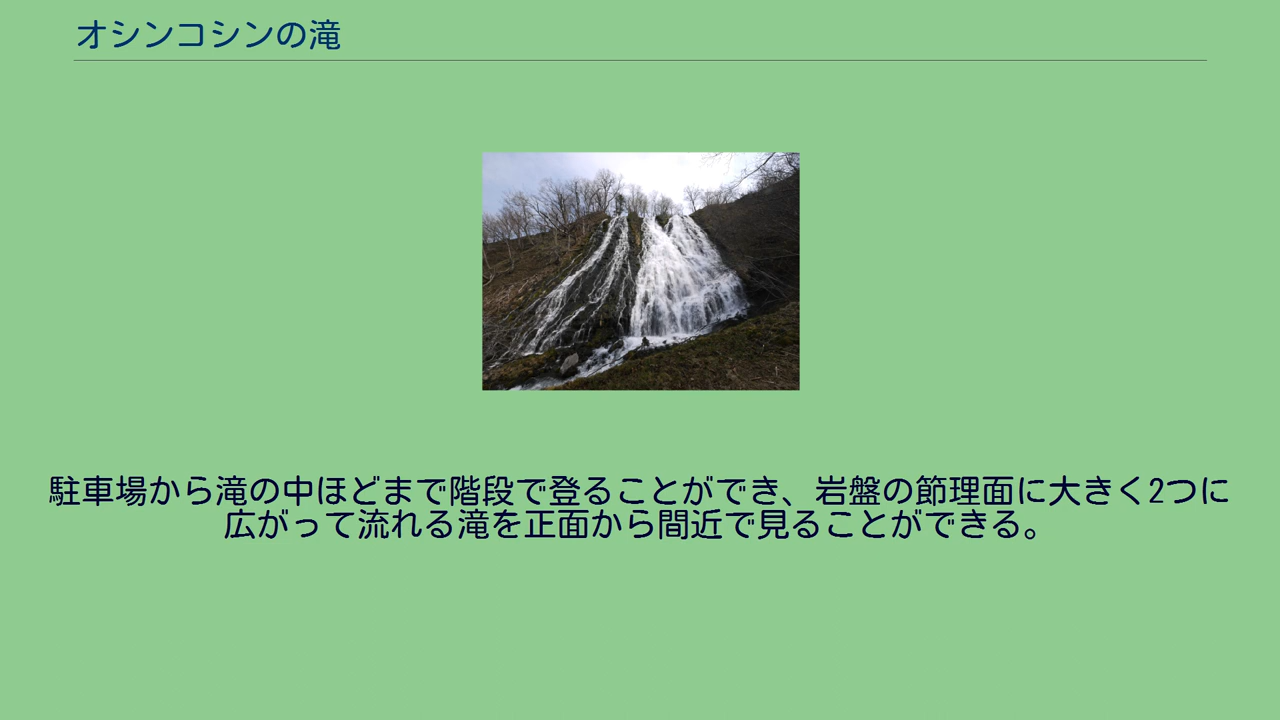 オシンコシンの滝
駐車場から滝の中ほどまで階段で登ることができ、岩盤の節理面に大きく2つに
広がって流れる滝を正面から間近で見ることができる。